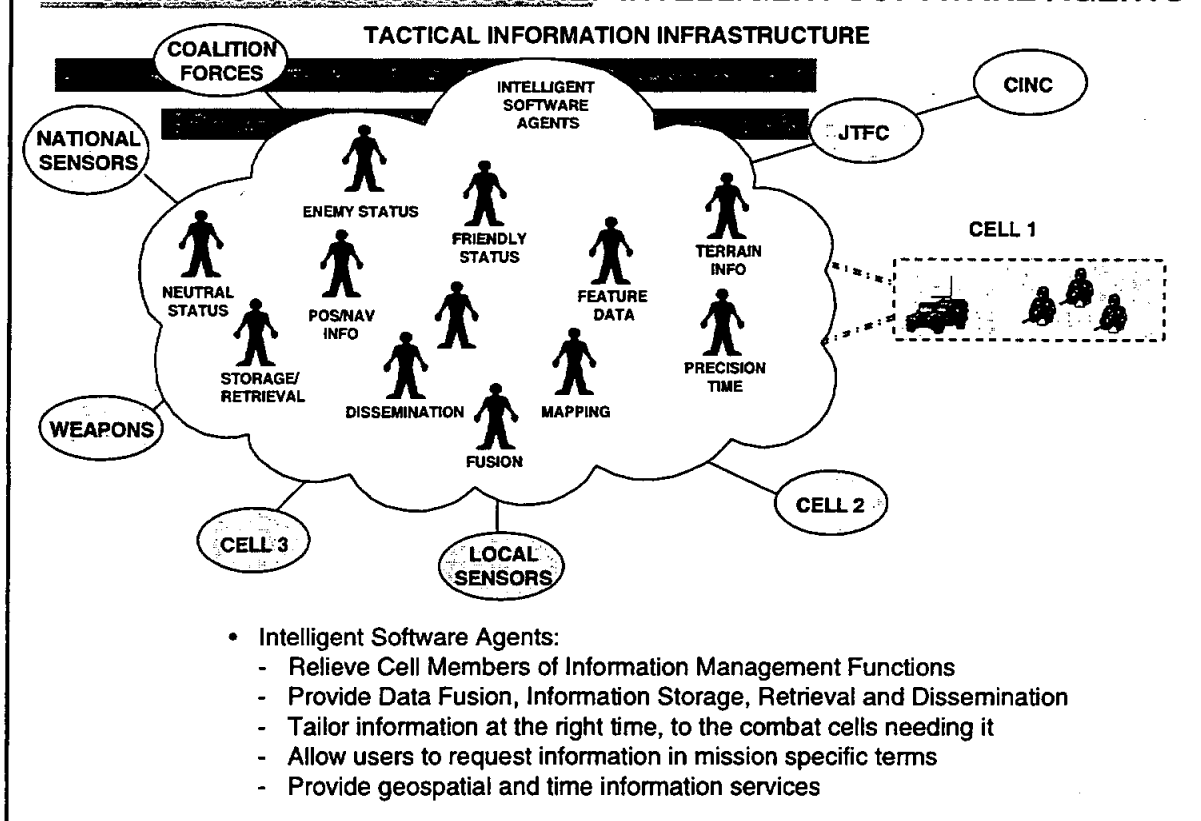 TACTICAL INFORMATION INFRASTRUCTURE
COALITION
FORCES
INTELLIGENT
SOFTWARE
AGENTS
CINC
JTFC
NATIONAL
SENSORS
ENEMY STATUS
FRIENDLY
STATUS
TERRAIN
INFO
CELL 1
NEUTRAL
STATUS
POS/NAV
INFO
FEATURE
DATA
STORAGE/
RETRIEVAL
PRECISION
TIME
DISSEMINATION
MAPPING
WEAPONS
FUSION
CELL 2
CELL 3
LOCAL
SENSORS
• Intelligent Software Agents:
- Relieve Cell Members of Information Management Functions
- Provide Data Fusion, Information Storage, Retrieval and Dissemination
- Tailor information at the right time, to the combat cells needing it
- Allow users to request information in mission specific terms
- Provide geospatial and time information services